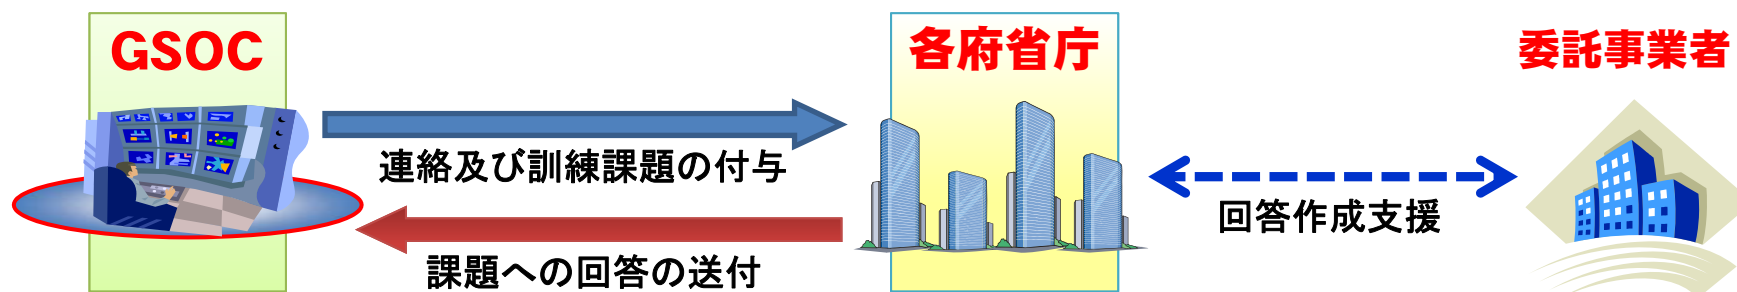 GSOC
各府省庁
委託事業者
連絡及び訓練課題の付与
回答作成支援
課題への回答の送付